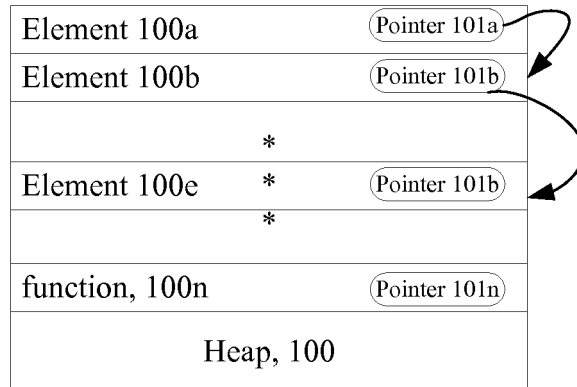 Element 100a Pointer 101a
Element 100b Pointer 101b
*
Element 100e * Pointer 101b
*
function, 100n Pointer 101n
Heap, 100